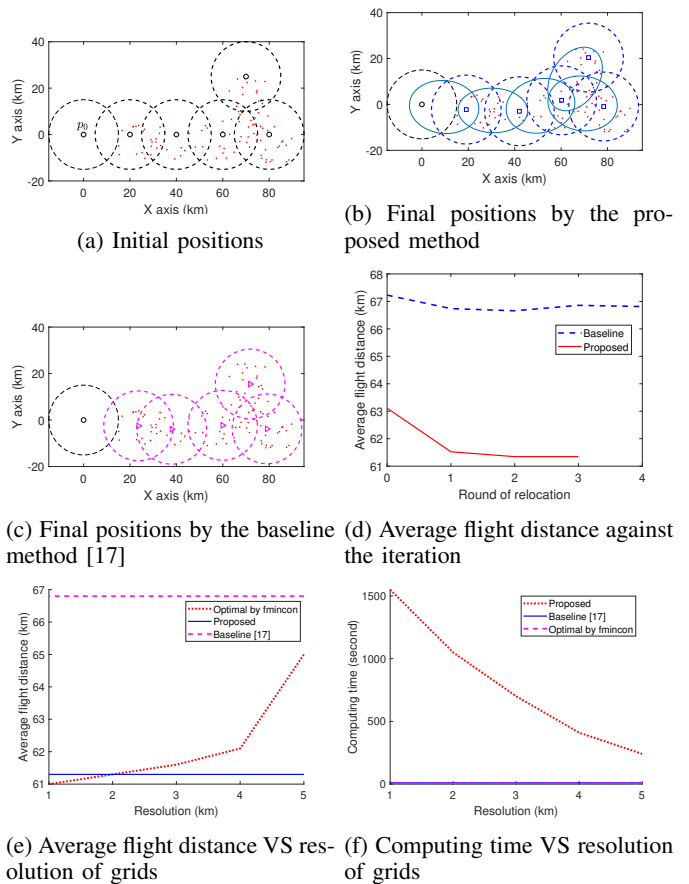 40
20
0
-20
0 20 40 60 80
Y axis (km)
X axis (km)
p0
(a) Initial positions
40
20
0
-20
0 20 40 60 80
Y axis (km)
X axis (km)
(b) Final positions by the pro-
posed method
40
20
0
-20
0 20 40 60 80
Y axis (km)
X axis (km)
(c) Final positions by the baseline
method [17]
68
67
66
65
64
63
62
61
0 1 2 3 4
Average flight distance (km)
Round of relocation
Baseline
Proposed
(d) Average flight distance against
the iteration
67
66
65
64
63
62
61
1 2 3 4 5
Average flight distance (km)
Resolution (km)
Optimal by fmincon
Proposed
Baseline [17]
(e) Average flight distance VS res-
olution of grids
1500
1000
500
0
1 2 3 4 5
Computing time (second)
Resolution (km)
Proposed
Baseline [17]
Optimal by fmincon
(f) Computing time VS resolution
of grids